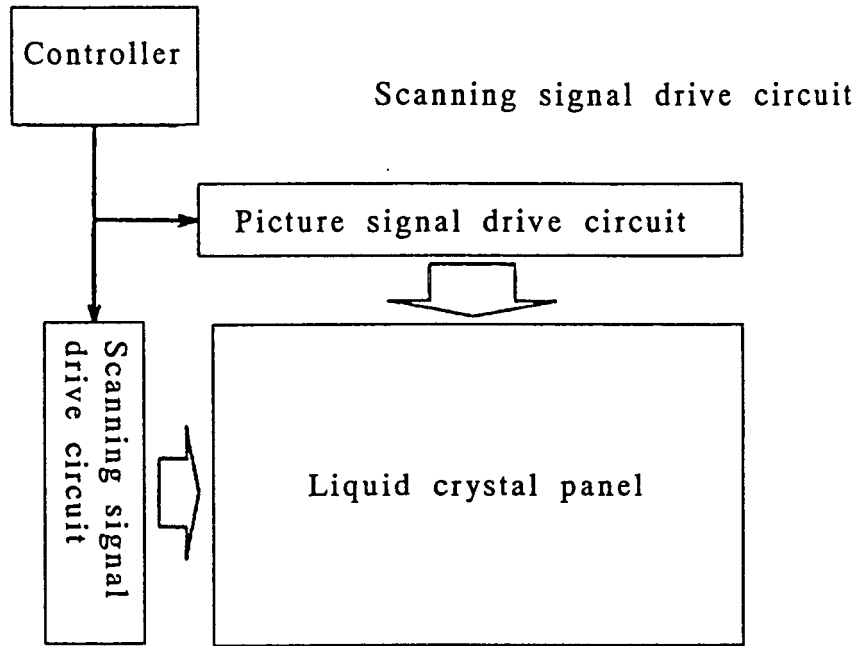 Controller
Scanning signal drive circuit
Picture signal drive circuit
Scanning signal
drive circuit
Liquid crystal panel